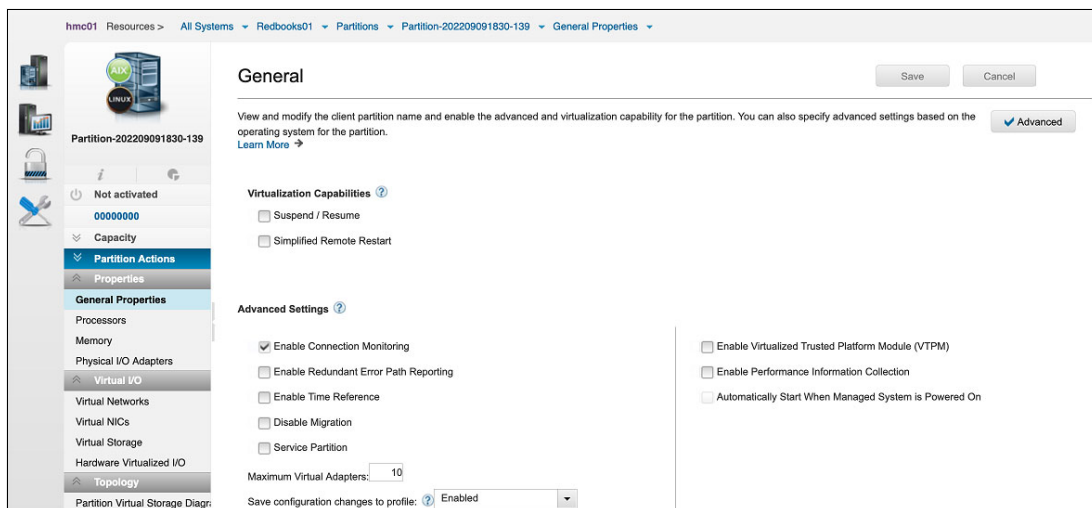 hmc01 Resources > All Systems Redbooks01 Partitions Partition-202209091830-139 General Properties
AIX
LINUX
Partition-202209091830-139
i
Not activated
00000000
Capacity
Partition Actions
Properties
General Properties
Processors
Memory
Physical I/O Adapters
Virtual I/O
Virtual Networks
Virtual NICs
Virtual Storage
Hardware Virtualized I/O
Topology
Partition Virtual Storage Diagra
General
Save Cancel
View and modify the client partition name and enable the advanced and virtualization capability for the partition. You can also specify advanced settings based on the
operating system for the partition.
Learn More
Advanced
Virtualization Capabilities ?
Suspend / Resume
Simplified Remote Restart
Advanced Settings ?
Enable Connection Monitoring
Enable Redundant Error Path Reporting
Enable Time Reference
Disable Migration
Service Partition
Maximum Virtual Adapters: 10
Save configuration changes to profile: ? Enabled
Enable Virtualized Trusted Platform Module (VTPM)
Enable Performance Information Collection
Automatically Start When Managed System is Powered On